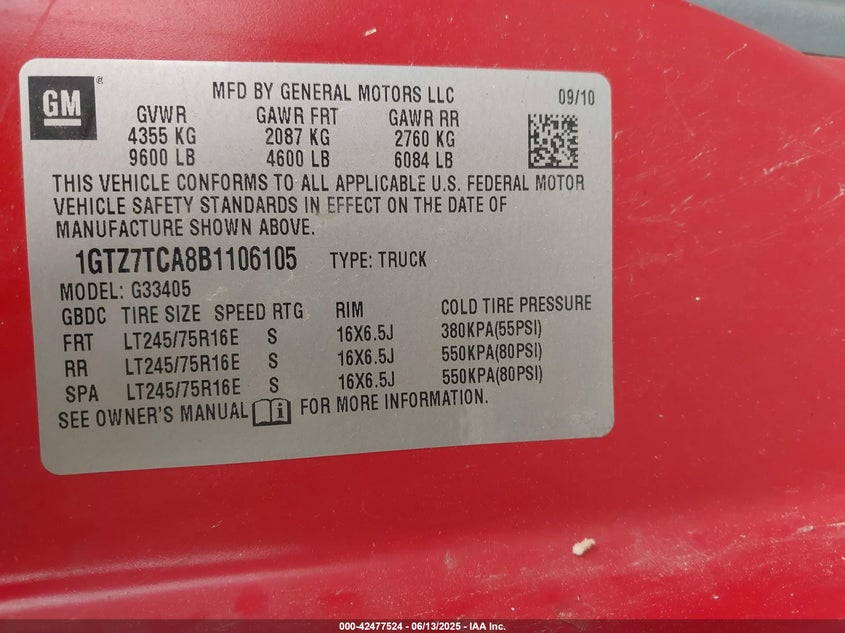 GM®
MFD BY GENERAL MOTORS LLC 09/10
GVWR GAWR FRT GAWR RR
4355 KG 2087 KG 2760 KG
9600 LB 4600 LB 6084 LB
THIS VEHICLE CONFORMS TO ALL APPLICABLE U.S. FEDERAL MOTOR
VEHICLE SAFETY STANDARDS IN EFFECT ON THE DATE OF
MANUFACTURE SHOWN ABOVE.
1GTZ7TCA8B1106105 TYPE: TRUCK
MODEL: G33405
GBDC TIRE SIZE SPEED RTG RIM COLD TIRE PRESSURE
FRT LT245/75R16E S 16X6.5J 380KPA(55PSI)
RR LT245/75R16E S 16X6.5J 550KPA(80PSI)
SPA LT245/75R16E S 16X6.5J 550KPA(80PSI)
SEE OWNER'S MANUAL i FOR MORE INFORMATION.
000-42477524 - 06/13/2025 - IAA Inc.